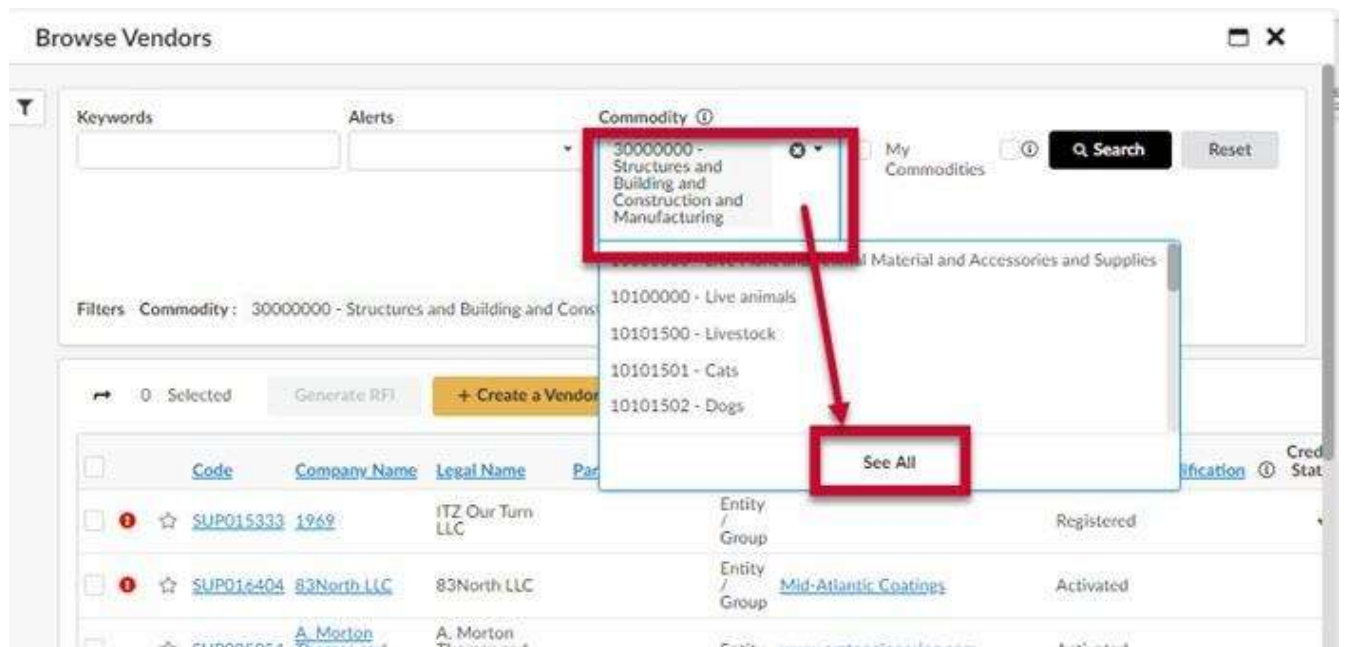 Browse Vendors
Keywords
Alerts
Commodity
30000000 -
Structures and
Building and
Construction and
Manufacturing
My
Commodities
Search
Reset
Material and Accessories and Supplies
10100000 - Live animals
10101500 - Livestock
10101501 - Cats
10101502 - Dogs
See All
Filters Commodity : 30000000 - Structures and Building and Cons
0 Selected
Generate RFI
+ Create a Vendor
Code
Company Name
Legal Name
Par
ification
Cred
Stat
SUP015333
1969
ITZ Our Turn
LLC
Entity
/
Group
Registered
SUP016404
83North LLC
83North LLC
Entity
/
Group
Mid-Atlantic Coatings
Activated
A. Morton
A. Morton